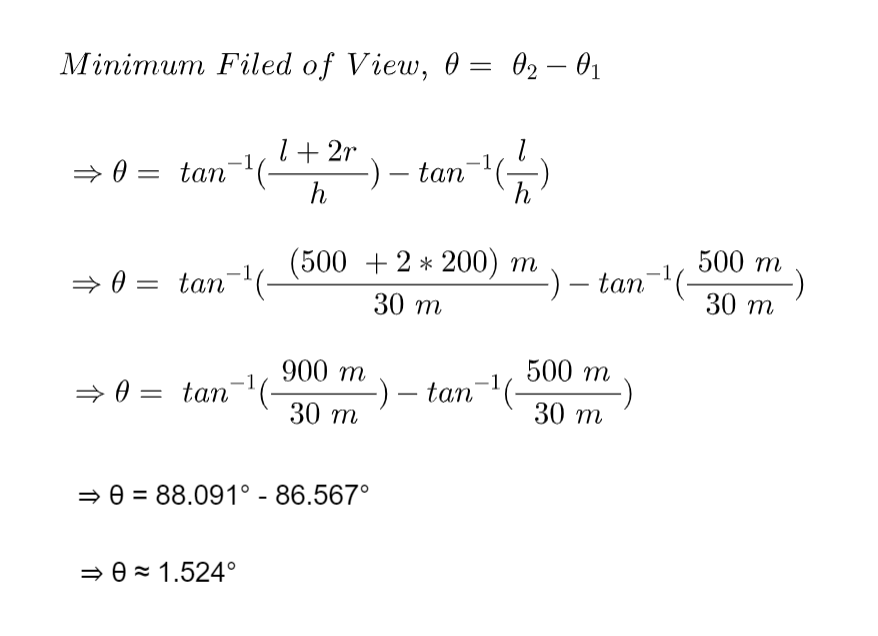 Minimum Filed of View, θ = θ₂ − θ₁
⇒ θ = tan⁻¹((l + 2r)/h) − tan⁻¹(l/h)
⇒ θ = tan⁻¹(((500 + 2 * 200) m)/(30 m)) − tan⁻¹((500 m)/(30 m))
⇒ θ = tan⁻¹((900 m)/(30 m)) − tan⁻¹((500 m)/(30 m))
⇒ θ = 88.091° - 86.567°
⇒ θ ≈ 1.524°